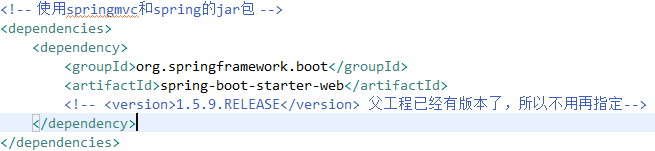 <!-- 使用springmvc和spring的jar包 -->
<dependencies>
<dependency>
<groupId>org.springframework.boot</groupId>
<artifactId>spring-boot-starter-web</artifactId>
<!-- <version>1.5.9.RELEASE</version> 父工程已经有版本了，所以不用再指定-->
</dependency>
</dependencies>